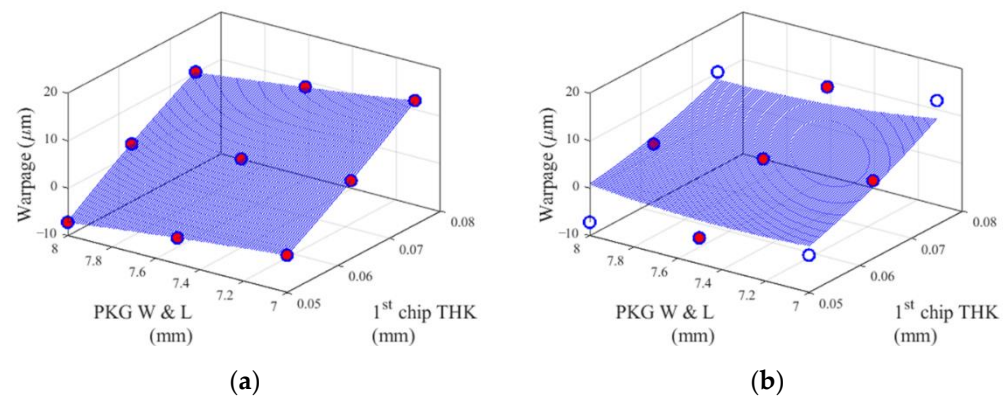 20
10
0
-10
Warpage (μm)
8
7.8
7.6
7.4
7.2
7
0.05
0.06
0.07
0.08
PKG W & L
(mm)
1st chip THK
(mm)
(a)
20
10
0
-10
Warpage (μm)
8
7.8
7.6
7.4
7.2
7
0.05
0.06
0.07
0.08
PKG W & L
(mm)
1st chip THK
(mm)
(b)